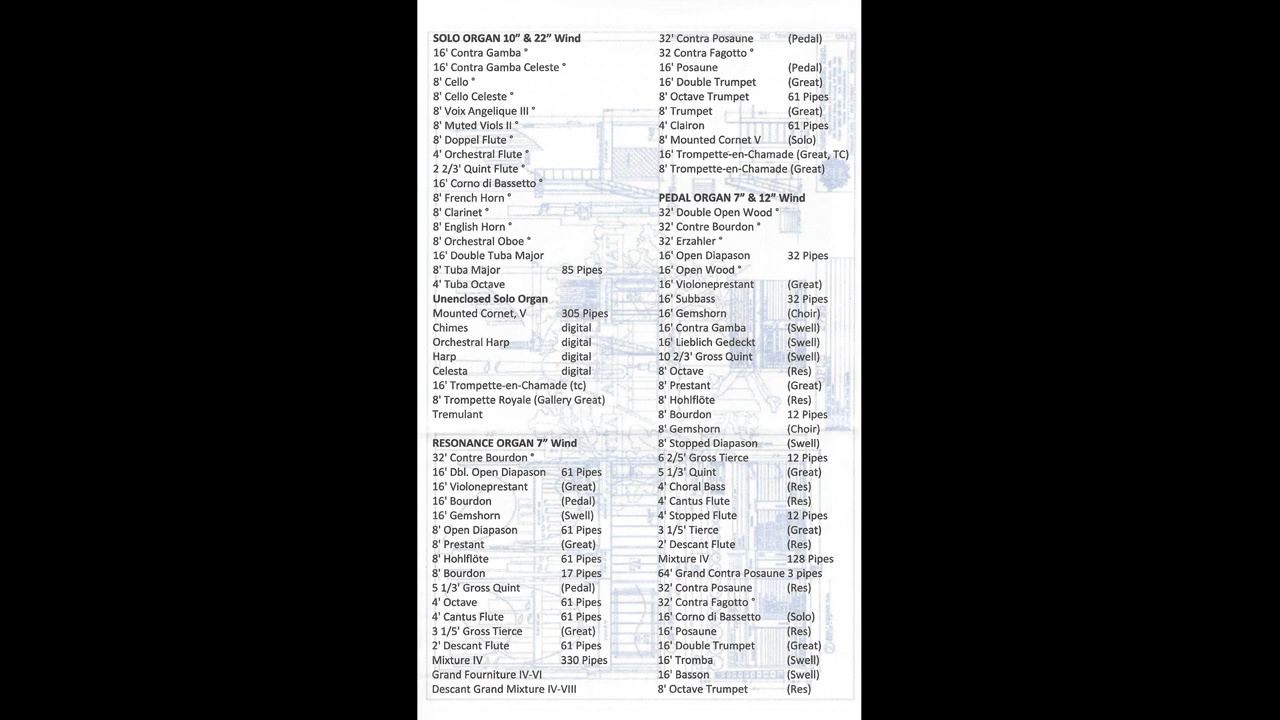 SOLO ORGAN 10” & 22” Wind
16' Contra Gamba °
16' Contra Gamba Celeste °
8' Cello °
8' Cello Celeste °
8' Voix Angelique III °
8' Muted Viols II °
8' Doppel Flute °
4' Orchestral Flute °
2 2/3' Quint Flute °
16' Corno di Bassetto °
8' French Horn °
8' Clarinet °
8' English Horn °
8' Orchestral Oboe °
16' Double Tuba Major
8' Tuba Major 85 Pipes
4' Tuba Octave
Unenclosed Solo Organ
Mounted Cornet, V 305 Pipes
Chimes digital
Orchestral Harp digital
Harp digital
Celesta digital
16' Trompette-en-Chamade (tc)
8' Trompette Royale (Gallery Great)
Tremulant
RESONANCE ORGAN 7” Wind
32' Contre Bourdon °
16' Dbl. Open Diapason 61 Pipes
16' Violoneprestant (Great)
16' Bourdon (Pedal)
16' Gemshorn (Swell)
8' Open Diapason 61 Pipes
8' Prestant (Great)
8' Hohlflöte 61 Pipes
8' Bourdon 17 Pipes
5 1/3' Gross Quint (Pedal)
4' Octave 61 Pipes
4' Cantus Flute 61 Pipes
3 1/5' Gross Tierce (Great)
2' Descant Flute 61 Pipes
Mixture IV 330 Pipes
Grand Fourniture IV-VI
Descant Grand Mixture IV-VIII
32' Contra Posaune (Pedal)
32 Contra Fagotto °
16' Posaune (Pedal)
16' Double Trumpet (Great)
8' Octave Trumpet 61 Pipes
8' Trumpet (Great)
4' Clairon 61 Pipes
8' Mounted Cornet V (Solo)
16' Trompette-en-Chamade (Great, TC)
8' Trompette-en-Chamade (Great)
PEDAL ORGAN 7” & 12” Wind
32' Double Open Wood °
32' Contre Bourdon °
32' Erzahler °
16' Open Diapason 32 Pipes
16' Open Wood °
16' Violoneprestant (Great)
16' Subbass 32 Pipes
16' Gemshorn (Choir)
16' Contra Gamba (Swell)
16' Lieblich Gedeckt (Swell)
10 2/3' Gross Quint (Swell)
8' Octave (Res)
8' Prestant (Great)
8' Hohlflöte (Res)
8' Bourdon 12 Pipes
8' Gemshorn (Choir)
8' Stopped Diapason (Swell)
6 2/5' Gross Tierce 12 Pipes
5 1/3' Quint (Great)
4' Choral Bass (Res)
4' Cantus Flute (Res)
4' Stopped Flute 12 Pipes
3 1/5' Tierce (Great)
2' Descant Flute (Res)
Mixture IV 128 Pipes
64' Grand Contra Posaune 3 pipes
32' Contra Posaune (Res)
32' Contra Fagotto °
16' Corno di Bassetto (Solo)
16' Posaune (Res)
16' Double Trumpet (Great)
16' Tromba (Swell)
16' Basson (Swell)
8' Octave Trumpet (Res)